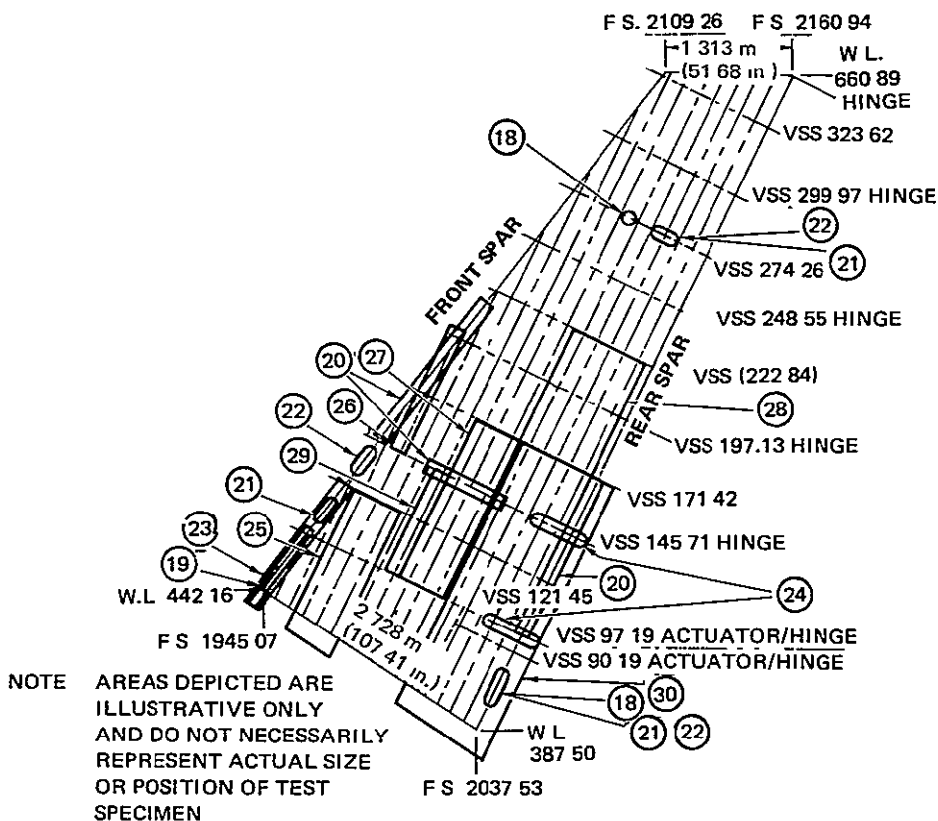 F S. 2109 26 F S 2160 94
1 313 m
(51 68 in )
W L.
660 89
HINGE
VSS 323 62
18
VSS 299 97 HINGE
22
21
VSS 274 26
FRONT SPAR
VSS 248 55 HINGE
REAR SPAR
20 27
VSS (222 84)
28
22 26
VSS 197.13 HINGE
29
21
VSS 171 42
25
23
VSS 145 71 HINGE
19
20
24
W.L 442 16
VSS 121 45
2 728 m
(107 41 in.)
F S 1945 07
VSS 97 19 ACTUATOR/HINGE
VSS 90 19 ACTUATOR/HINGE
18 30
21 22
W L
387 50
F S 2037 53
NOTE AREAS DEPICTED ARE
ILLUSTRATIVE ONLY
AND DO NOT NECESSARILY
REPRESENT ACTUAL SIZE
OR POSITION OF TEST
SPECIMEN